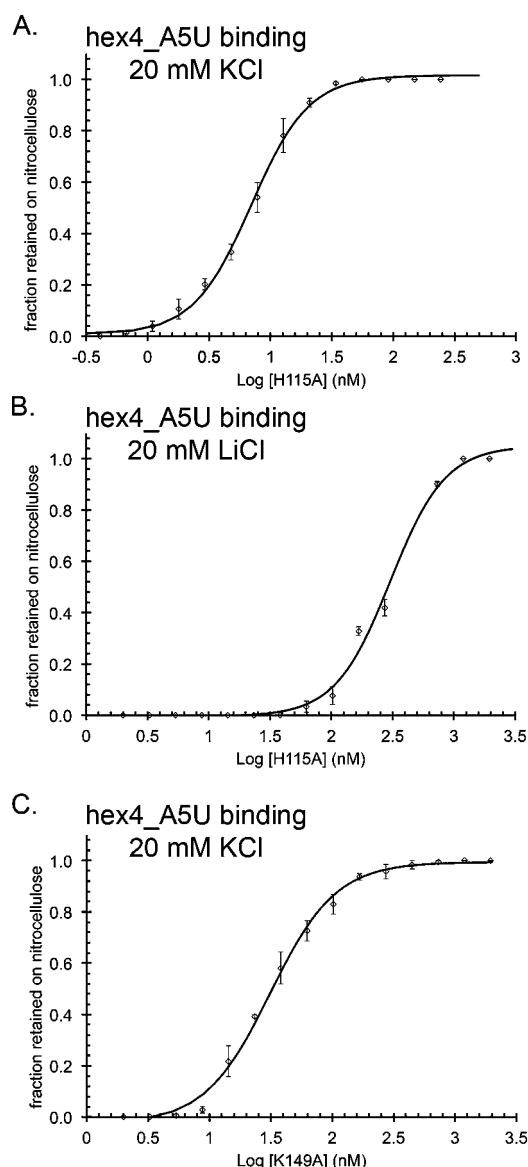 A.
hex4_A5U binding
20 mM KCl
fraction retained on nitrocellulose
1.0
0.8
0.6
0.4
0.2
0.0
-0.5 0 0.5 1 1.5 2 2.5 3
Log [H115A] (nM)
B.
hex4_A5U binding
20 mM LiCl
fraction retained on nitrocellulose
1.0
0.8
0.6
0.4
0.2
0.0
0 0.5 1 1.5 2 2.5 3 3.5
Log [H115A] (nM)
C.
hex4_A5U binding
20 mM KCl
fraction retained on nitrocellulose
1.0
0.8
0.6
0.4
0.2
0.0
0 0.5 1 1.5 2 2.5 3 3.5
Log [K149A] (nM)